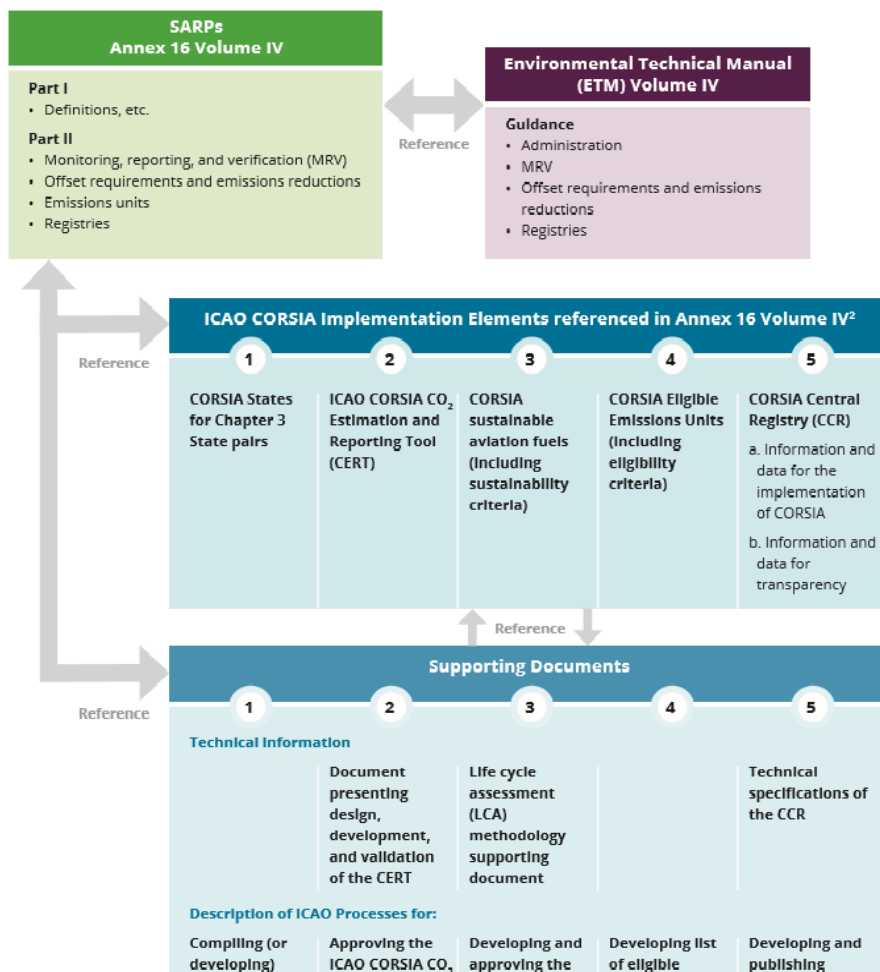 SARPs
Annex 16 Volume IV
Part I
• Definitions, etc.
Part II
• Monitoring, reporting, and verification (MRV)
• Offset requirements and emissions reductions
• Emissions units
• Registries
Reference
Environmental Technical Manual
(ETM) Volume IV
Guidance
• Administration
• MRV
• Offset requirements and emissions
reductions
• Registries
Reference
ICAO CORSIA Implementation Elements referenced in Annex 16 Volume IV²
1
CORSIA States
for Chapter 3
State pairs
2
ICAO CORSIA CO₂
Estimation and
Reporting Tool
(CERT)
3
CORSIA
sustainable
aviation fuels
(including
sustainability
criteria)
4
CORSIA Eligible
Emissions Units
(including
eligibility
criteria)
5
CORSIA Central
Registry (CCR)
a. Information and
data for the
implementation
of CORSIA
b. Information and
data for
transparency
Reference
Reference
Supporting Documents
1
2
3
4
5
Technical Information
Document
presenting
design,
development,
and validation
of the CERT
Life cycle
assessment
(LCA)
methodology
supporting
document
Technical
specifications of
the CCR
Description of ICAO Processes for:
Compiling (or
developing)
Approving the
ICAO CORSIA CO₂
Developing and
approving the
Developing list
of eligible
Developing and
publishing